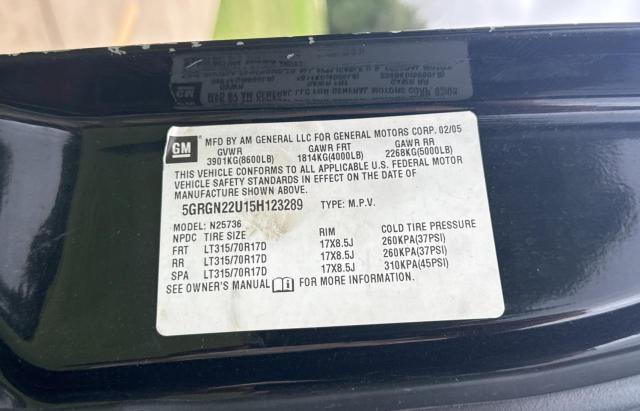 GM
MFD BY AM GENERAL LLC FOR GENERAL MOTORS CORP. 02/05
GVWR GAWR FRT GAWR RR
3901KG(8600LB) 1814KG(4000LB) 2268KG(5000LB)
THIS VEHICLE CONFORMS TO ALL APPLICABLE U.S. FEDERAL MOTOR
VEHICLE SAFETY STANDARDS IN EFFECT ON THE DATE OF
MANUFACTURE SHOWN ABOVE.
5GRGN22U15H123289 TYPE: M.P.V.
MODEL: N25736
NPDC TIRE SIZE RIM COLD TIRE PRESSURE
FRT LT315/70R17D 17X8.5J 260KPA(37PSI)
RR LT315/70R17D 17X8.5J 260KPA(37PSI)
SPA LT315/70R17D 17X8.5J 310KPA(45PSI)
SEE OWNER'S MANUAL FOR MORE INFORMATION.